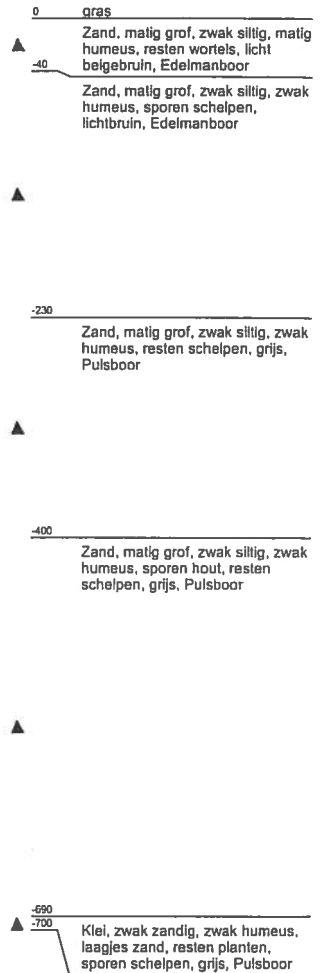 0 gras
Zand, matig grof, zwak siltig, matig
humeus, resten wortels, licht
beigebruin, Edelmanboor
-40
Zand, matig grof, zwak siltig, zwak
humeus, sporen schelpen,
lichtbruin, Edelmanboor
-230
Zand, matig grof, zwak siltig, zwak
humeus, resten schelpen, grijs,
Pulsboor
-400
Zand, matig grof, zwak siltig, zwak
humeus, sporen hout, resten
schelpen, grijs, Pulsboor
-690
-700
Klei, zwak zandig, zwak humeus,
laagjes zand, resten planten,
sporen schelpen, grijs, Pulsboor